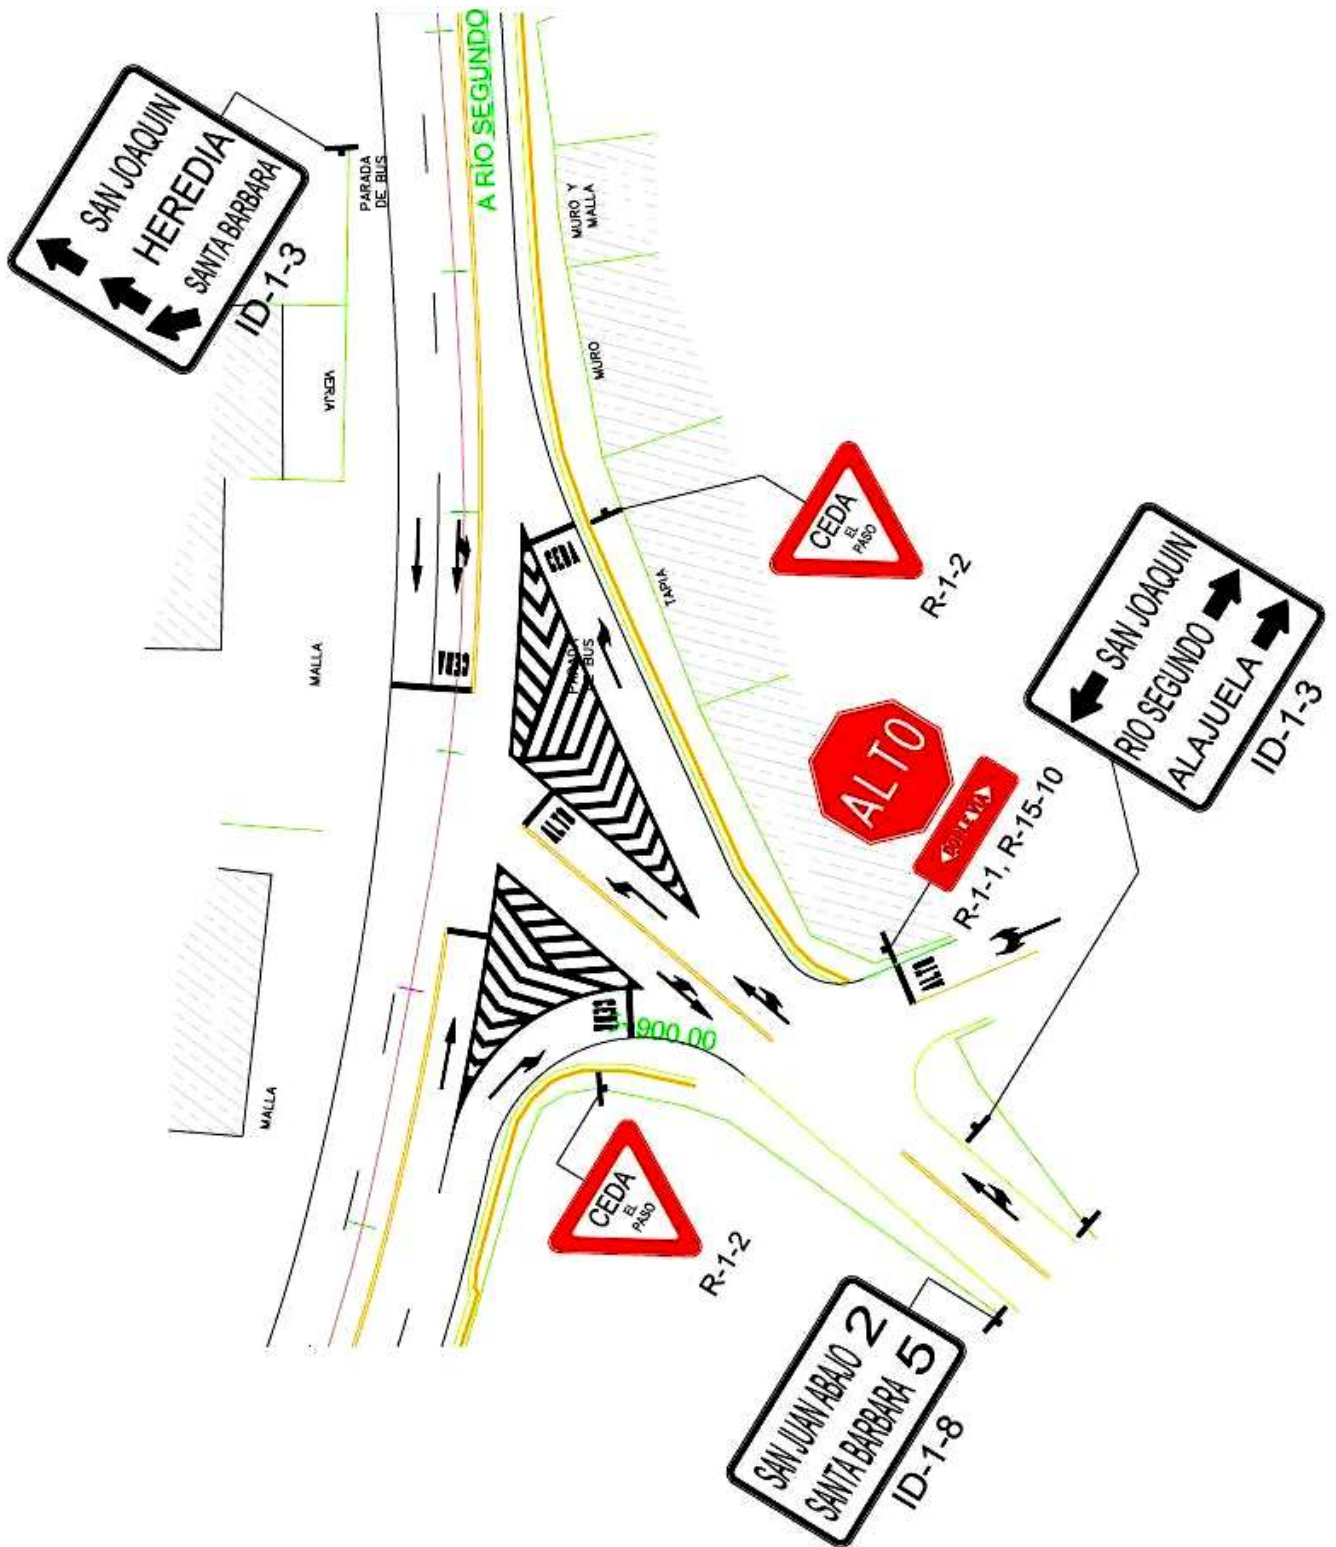 A RÍO SEGUNDO
SAN JOAQUIN
HEREDIA
SANTA BARBARA
ID-1-3
PARADA
DE BUS
MURO Y
MALLA
MURO
VERJA
CEDA
EL
PASO
R-1-2
CEDA
TAPIA
SAN JOAQUIN
RIO SEGUNDO
ALAJUELA
ID-1-3
MALLA
CEDA
PARADA
DE BUS
ALTO
DOBLE VIA
R-1-1, R-15-10
ALTO
ALTO
CEDA
900.00
MALLA
CEDA
EL
PASO
R-1-2
SAN JUAN ABAJO 2
SANTA BARBARA 5
ID-1-8